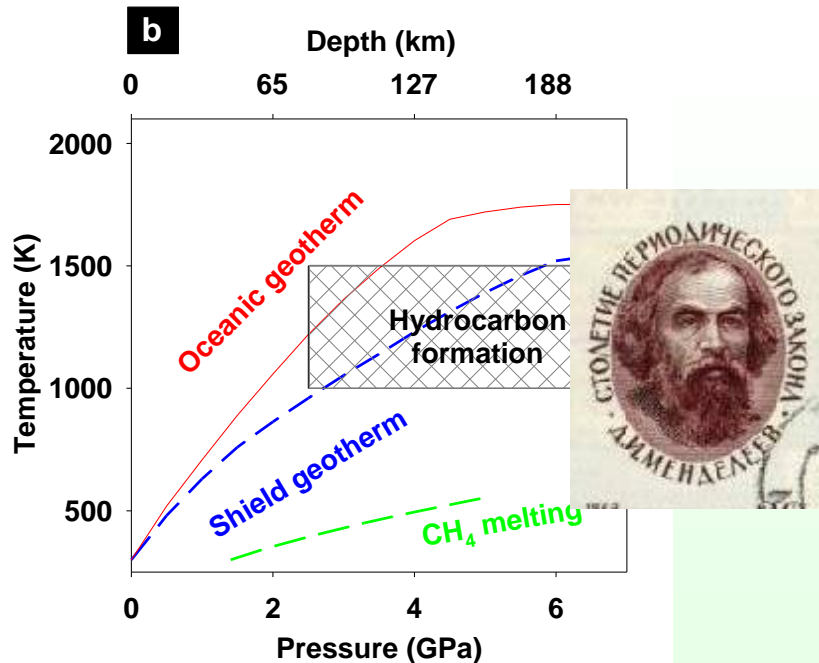 b
Depth (km)
0 65 127 188
Temperature (K)
2000
1500
1000
500
Oceanic geotherm
Hydrocarbon
formation
Shield geotherm
CH₄ melting
0 2 4 6
Pressure (GPa)
СТОЛЕТИЕ ПЕРИОДИЧЕСКОГО ЗАКОНА
Д.И.МЕНДЕЛЕЕВ